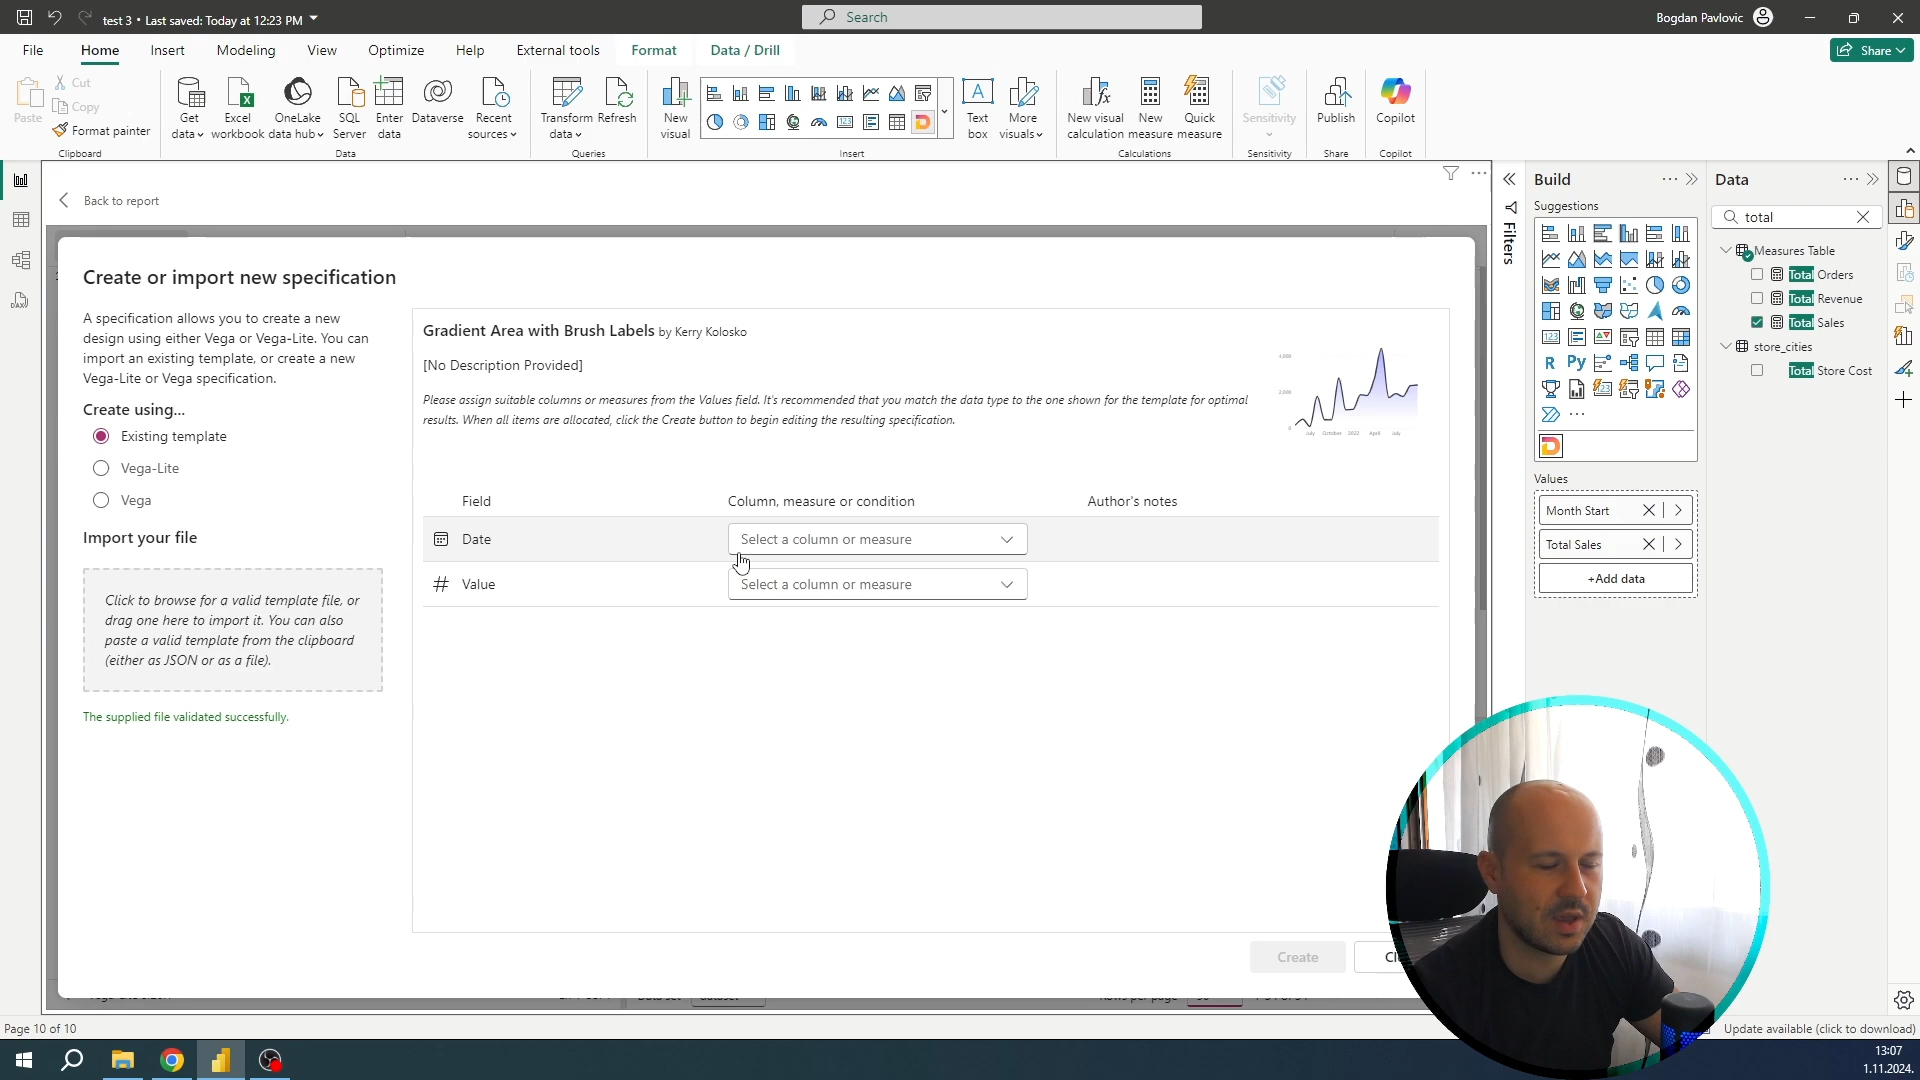 test 3 • Last saved: Today at 12:23 PM
Search
Bogdan Pavlovic
File
Home
Insert
Modeling
View
Optimize
Help
External tools
Format
Data / Drill
Share
Paste
Cut
Copy
Format painter
Clipboard
Get data
Excel workbook
OneLake data hub
SQL Server
Enter data
Dataverse
Recent sources
Data
Transform data
Refresh
Queries
New visual
Text box
More visuals
Insert
New visual calculation
New measure
Quick measure
Calculations
Sensitivity
Sensitivity
Publish
Share
Copilot
Copilot
Back to report
Create or import new specification
A specification allows you to create a new
design using either Vega or Vega-Lite. You can
import an existing template, or create a new
Vega-Lite or Vega specification.
Create using...
Existing template
Vega-Lite
Vega
Import your file
Click to browse for a valid template file, or
drag one here to import it. You can also
paste a valid template from the clipboard
(either as JSON or as a file).
The supplied file validated successfully.
Gradient Area with Brush Labels by Kerry Kolosko
[No Description Provided]
Please assign suitable columns or measures from the Values field. It's recommended that you match the data type to the one shown for the template for optimal
results. When all items are allocated, click the Create button to begin editing the resulting specification.
4,000
2,000
0
July October 2022 April July
Field
Column, measure or condition
Author's notes
Date
Select a column or measure
Value
Select a column or measure
Create
Filters
Build
Suggestions
R
Py
Values
Month Start
Total Sales
+Add data
Data
total
Measures Table
Total Orders
Total Revenue
Total Sales
store_cities
Total Store Cost
DAX
Page 10 of 10
Update available (click to download)
13:07
1.11.2024.